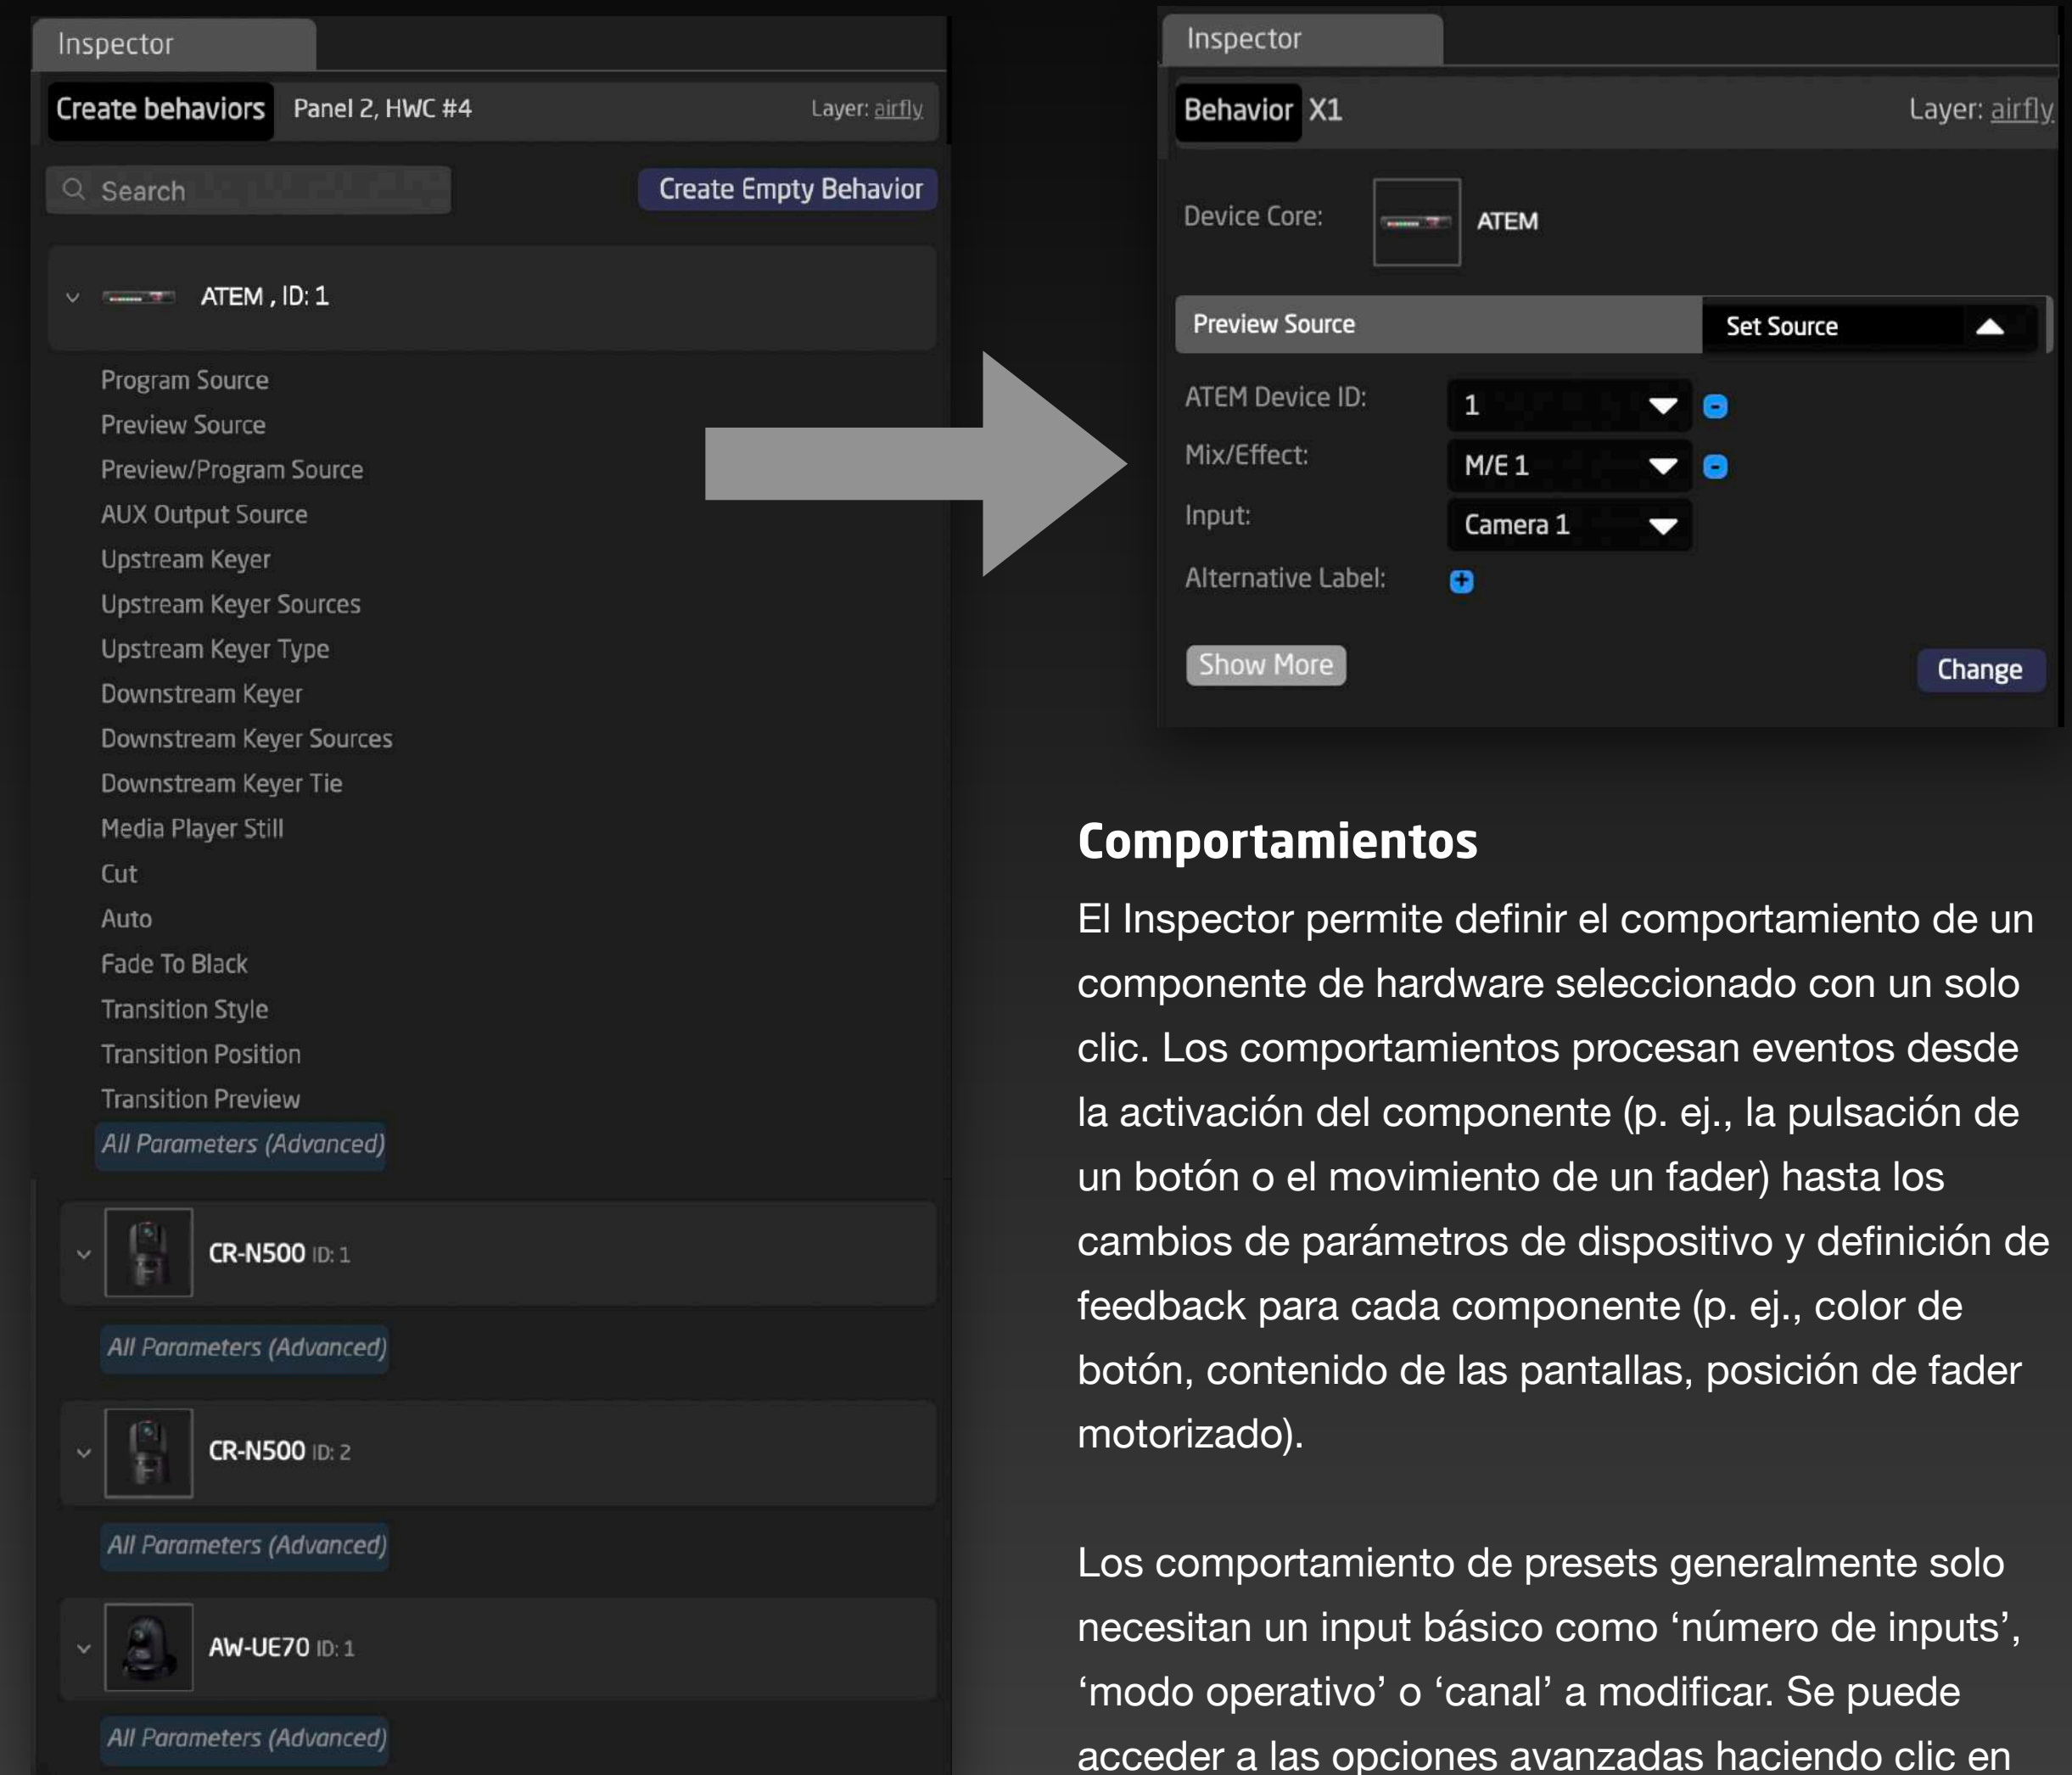 Inspector
Create behaviors Panel 2, HWC #4 Layer: airfly
Search Create Empty Behavior
ATEM , ID: 1
Program Source
Preview Source
Preview/Program Source
AUX Output Source
Upstream Keyer
Upstream Keyer Sources
Upstream Keyer Type
Downstream Keyer
Downstream Keyer Sources
Downstream Keyer Tie
Media Player Still
Cut
Auto
Fade To Black
Transition Style
Transition Position
Transition Preview
All Parameters (Advanced)
CR-N500 ID: 1
All Parameters (Advanced)
CR-N500 ID: 2
All Parameters (Advanced)
AW-UE70 ID: 1
All Parameters (Advanced)
Inspector
Behavior X1 Layer: airfly
Device Core: ATEM
Preview Source Set Source
ATEM Device ID: 1
Mix/Effect: M/E 1
Input: Camera 1
Alternative Label:
Show More Change
Comportamientos
El Inspector permite definir el comportamiento de un
componente de hardware seleccionado con un solo
clic. Los comportamientos procesan eventos desde
la activación del componente (p. ej., la pulsación de
un botón o el movimiento de un fader) hasta los
cambios de parámetros de dispositivo y definición de
feedback para cada componente (p. ej., color de
botón, contenido de las pantallas, posición de fader
motorizado).
Los comportamiento de presets generalmente solo
necesitan un input básico como ‘número de inputs’,
‘modo operativo’ o ‘canal’ a modificar. Se puede
acceder a las opciones avanzadas haciendo clic en